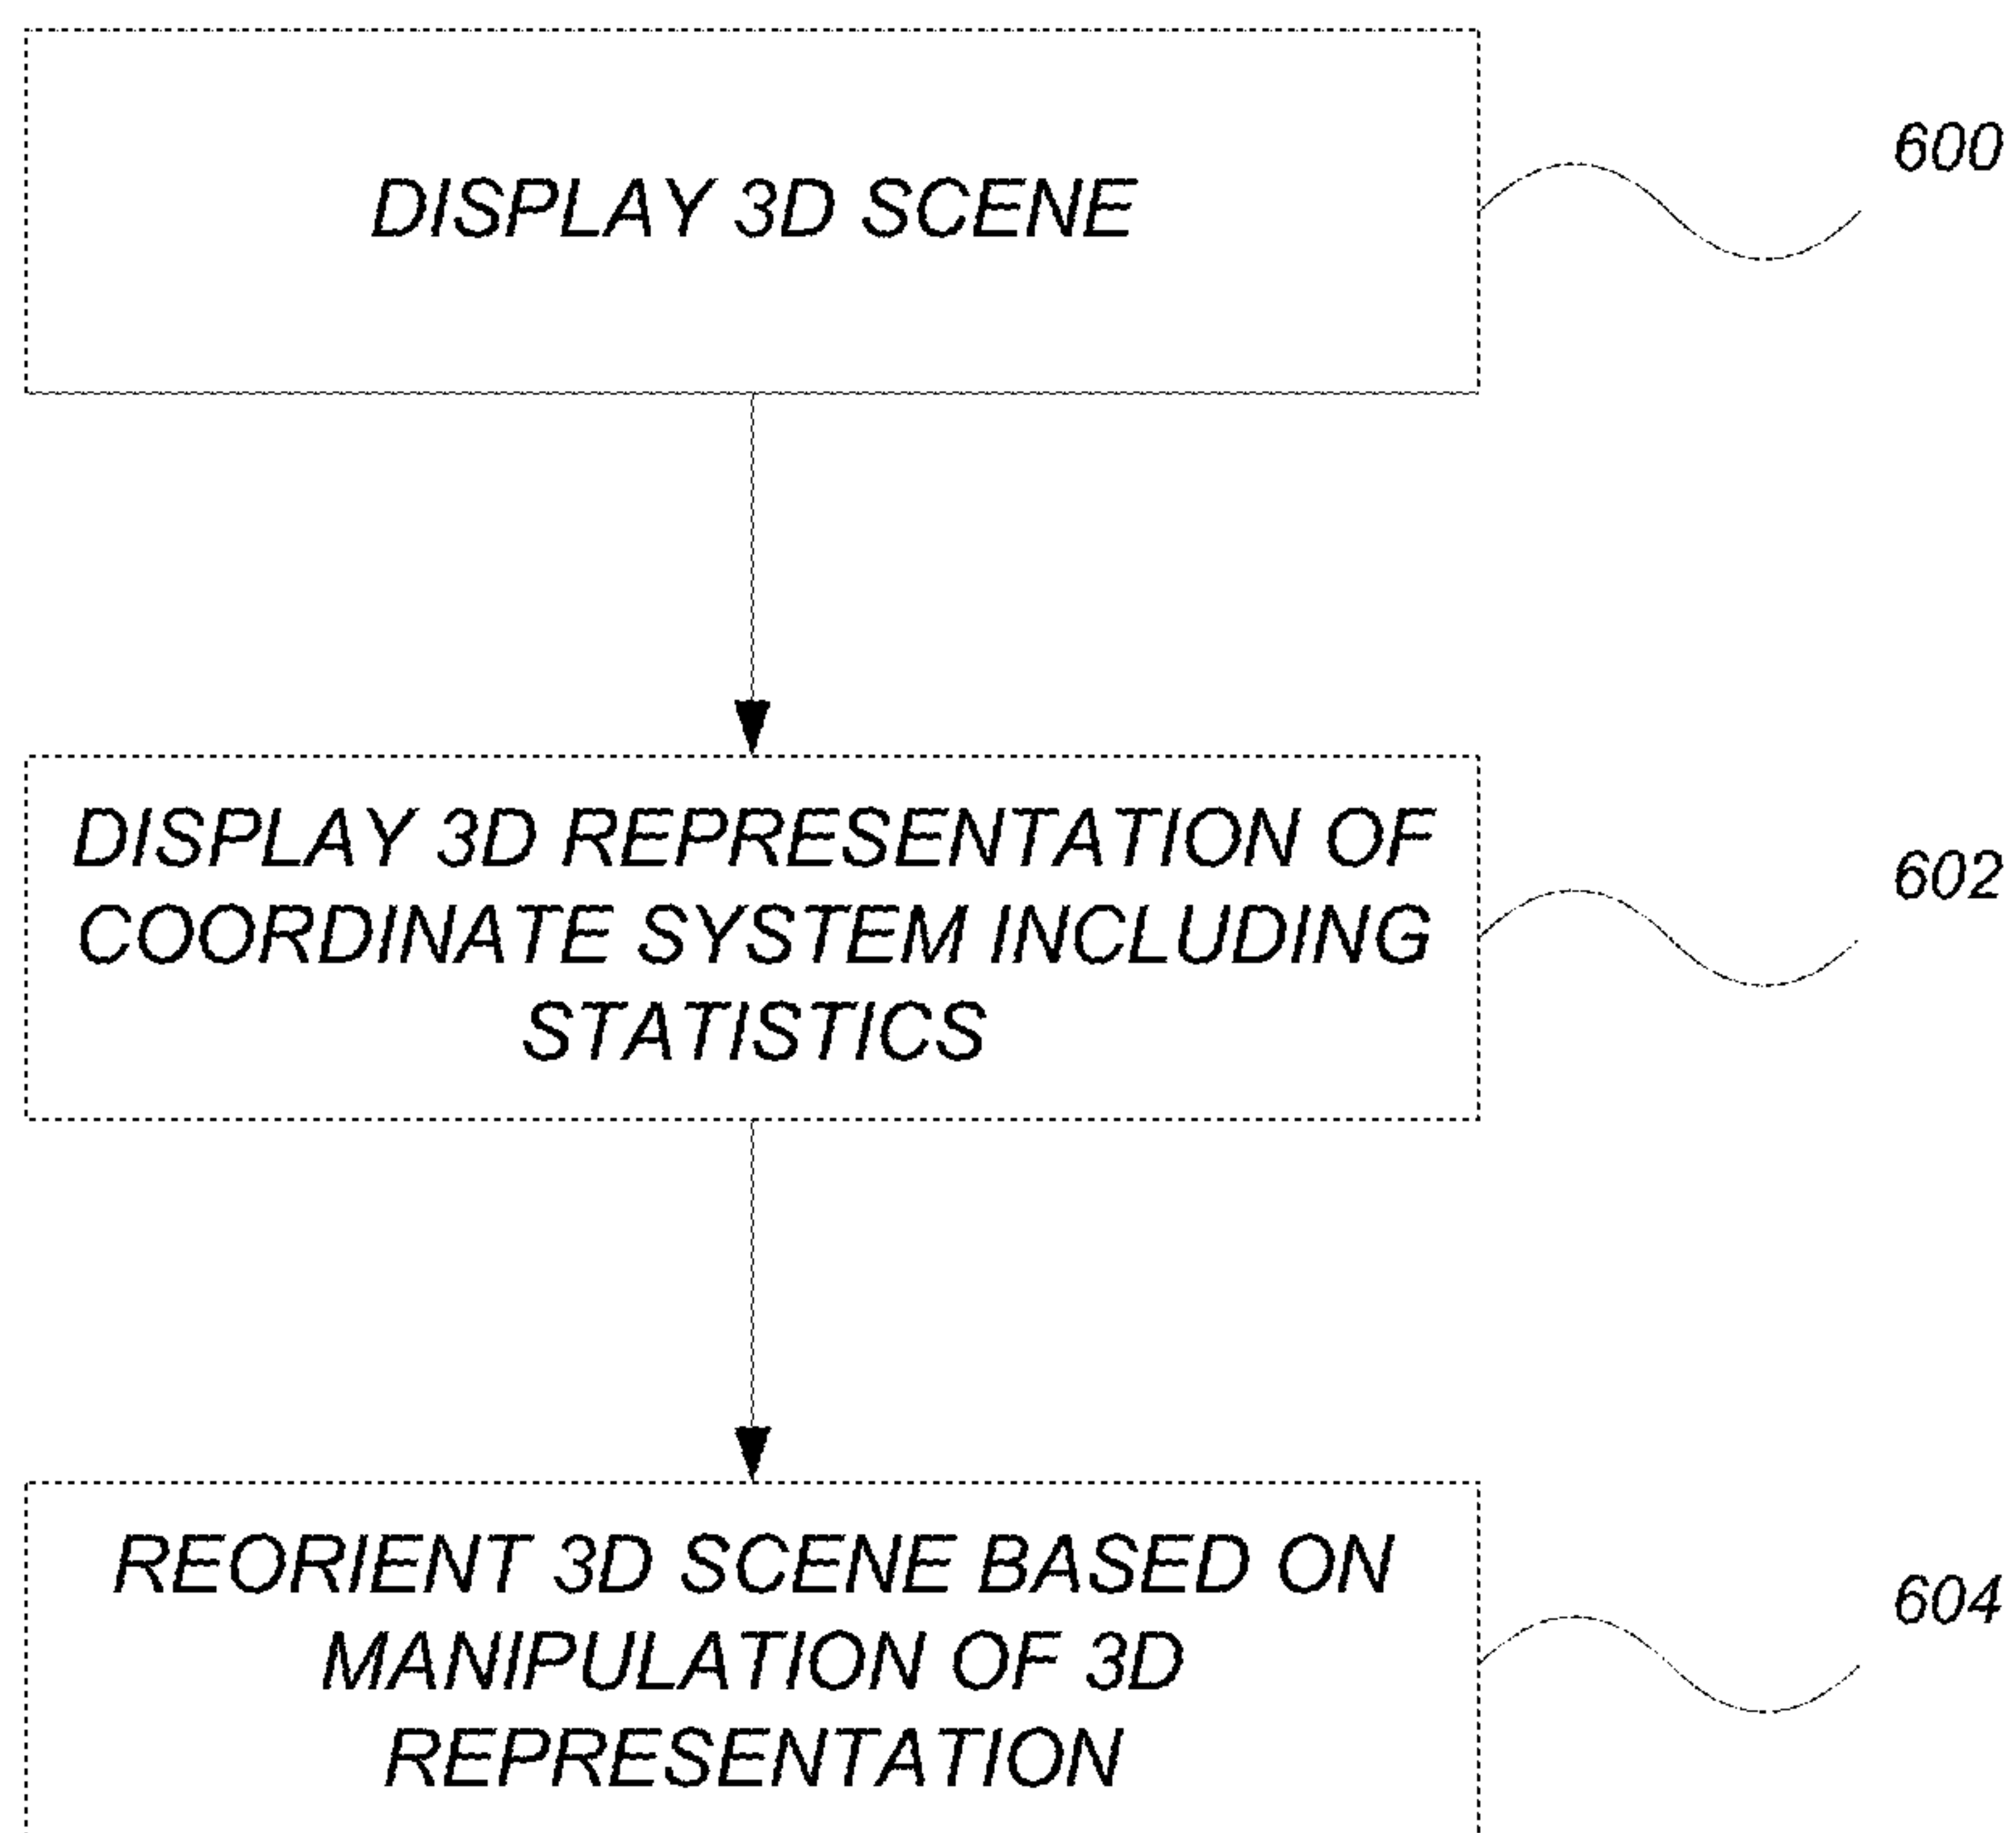 DISPLAY 3D SCENE
600
DISPLAY 3D REPRESENTATION OF
COORDINATE SYSTEM INCLUDING
STATISTICS
602
REORIENT 3D SCENE BASED ON
MANIPULATION OF 3D
REPRESENTATION
604